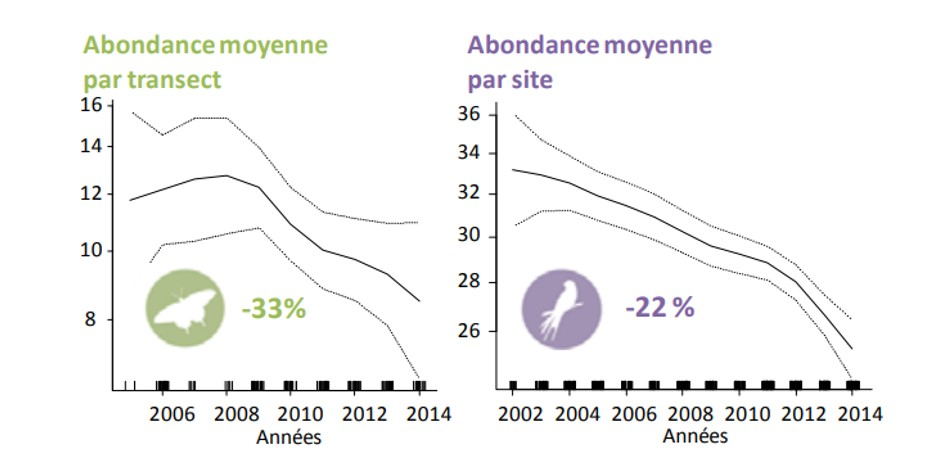 Abondance moyenne
par transect
16
14
12
10
8
-33%
2006 2008 2010 2012 2014
Années
Abondance moyenne
par site
36
34
32
30
28
26
-22 %
2002 2004 2006 2008 2010 2012 2014
Années